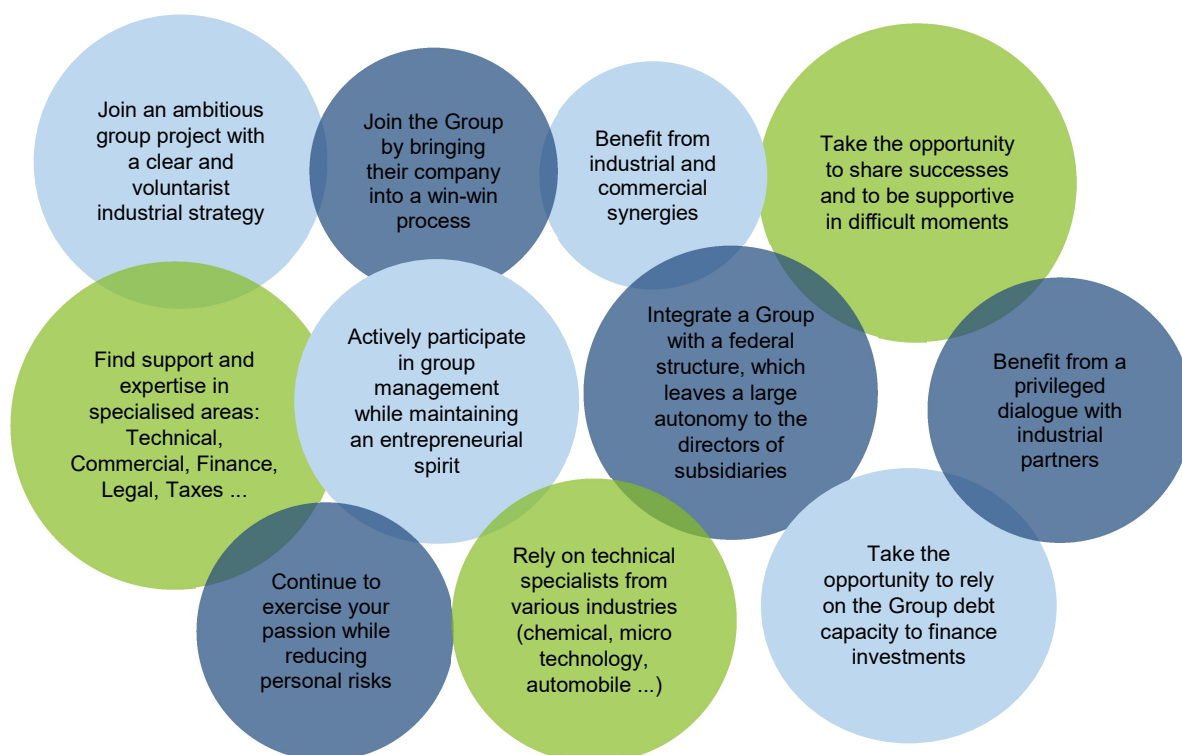 Join an ambitious
group project with
a clear and
voluntarist
industrial strategy
Join the Group
by bringing
their company
into a win-win
process
Benefit from
industrial and
commercial
synergies
Take the opportunity
to share successes
and to be supportive
in difficult moments
Find support and
expertise in
specialised areas:
Technical,
Commercial, Finance,
Legal, Taxes ...
Actively participate
in group
management
while maintaining
an entrepreneurial
spirit
Integrate a Group
with a federal
structure, which
leaves a large
autonomy to the
directors of
subsidiaries
Benefit from a
privileged
dialogue with
industrial
partners
Continue to
exercise your
passion while
reducing
personal risks
Rely on technical
specialists from
various industries
(chemical, micro
technology,
automobile ...)
Take the
opportunity to rely
on the Group debt
capacity to finance
investments